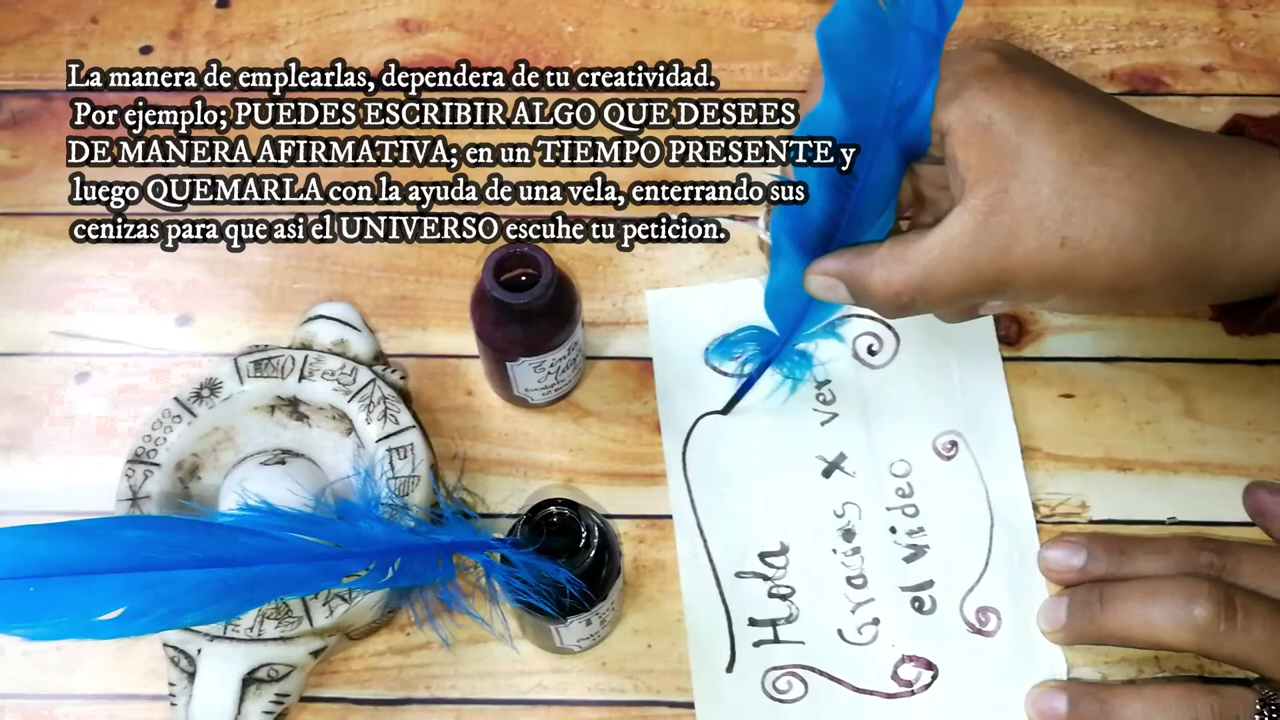 La manera de emplearlas, dependera de tu creatividad.
Por ejemplo; PUEDES ESCRIBIR ALGO QUE DESEES
DE MANERA AFIRMATIVA; en un TIEMPO PRESENTE y
luego QUEMARLA con la ayuda de una vela, enterrando sus
cenizas para que asi el UNIVERSO escuhe tu peticion.
Tinta
Hola
Gracias x ver
el video